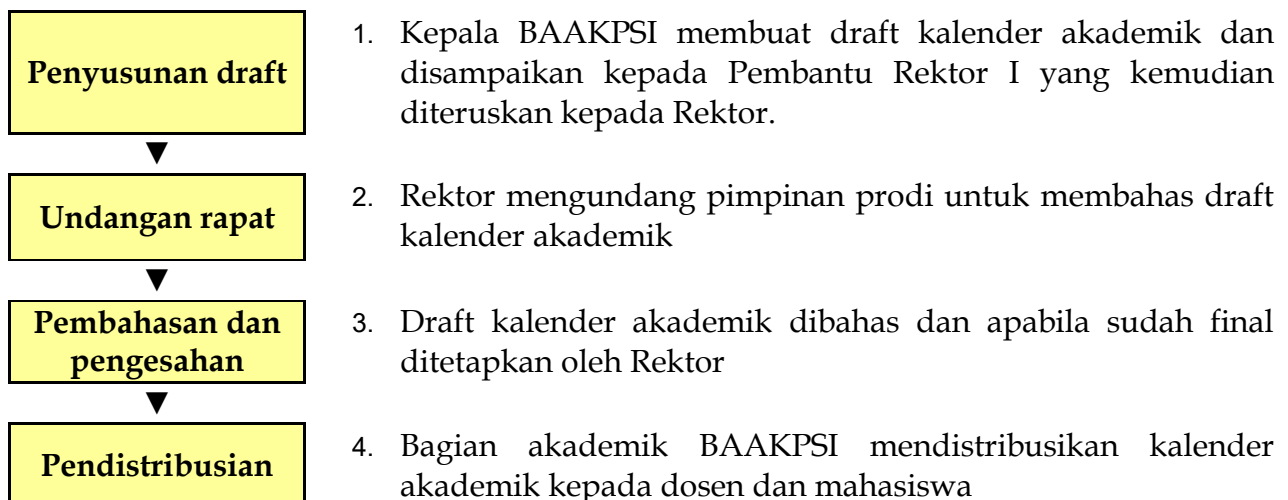 Penyusunan draft
1. Kepala BAAKPSI membuat draft kalender akademik dan
disampaikan kepada Pembantu Rektor I yang kemudian
diteruskan kepada Rektor.
▼
Undangan rapat
2. Rektor mengundang pimpinan prodi untuk membahas draft
kalender akademik
▼
Pembahasan dan
pengesahan
3. Draft kalender akademik dibahas dan apabila sudah final
ditetapkan oleh Rektor
▼
Pendistribusian
4. Bagian akademik BAAKPSI mendistribusikan kalender
akademik kepada dosen dan mahasiswa